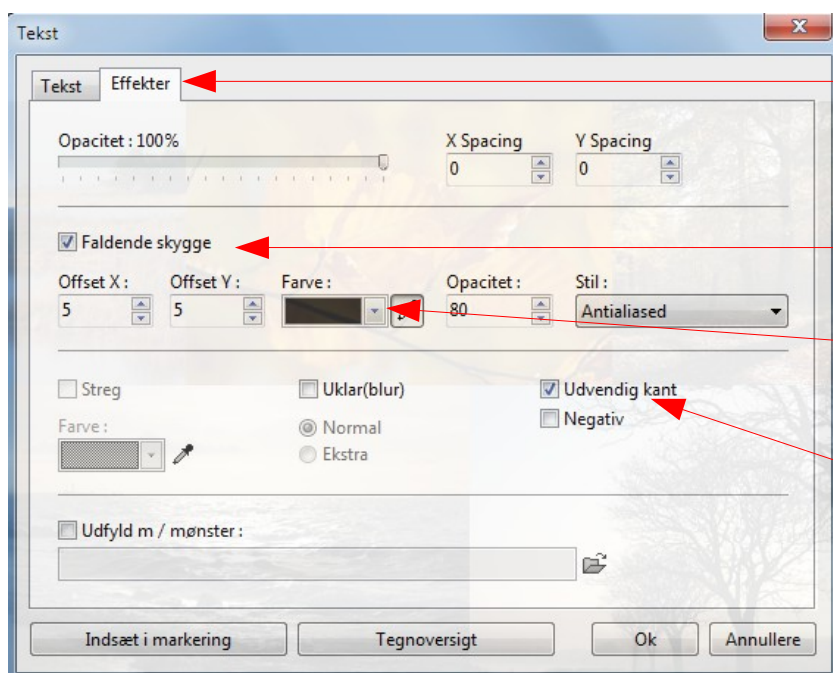 Tekst
Tekst Effekter
Opacitet : 100% X Spacing Y Spacing
0 0
Faldende skygge
Offset X : Offset Y : Farve : Opacitet : Stil :
5 5 80 Antialiased
Streg Uklar(blur) Udvendig kant
Farve : Normal Negativ
Ekstra
Udfyld m / mønster :
Indsæt i markering Tegnoversigt Ok Annullere